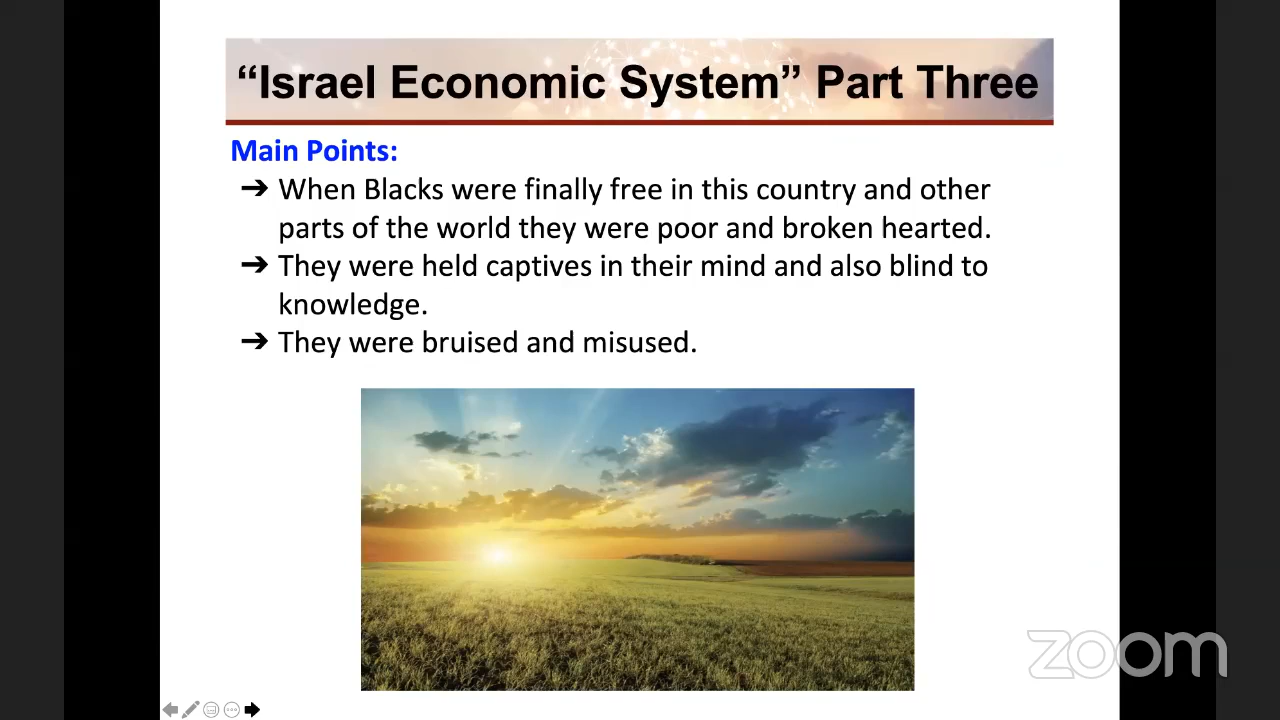 “Israel Economic System” Part Three
Main Points:
➔ When Blacks were finally free in this country and other
parts of the world they were poor and broken hearted.
➔ They were held captives in their mind and also blind to
knowledge.
➔ They were bruised and misused.
zoom